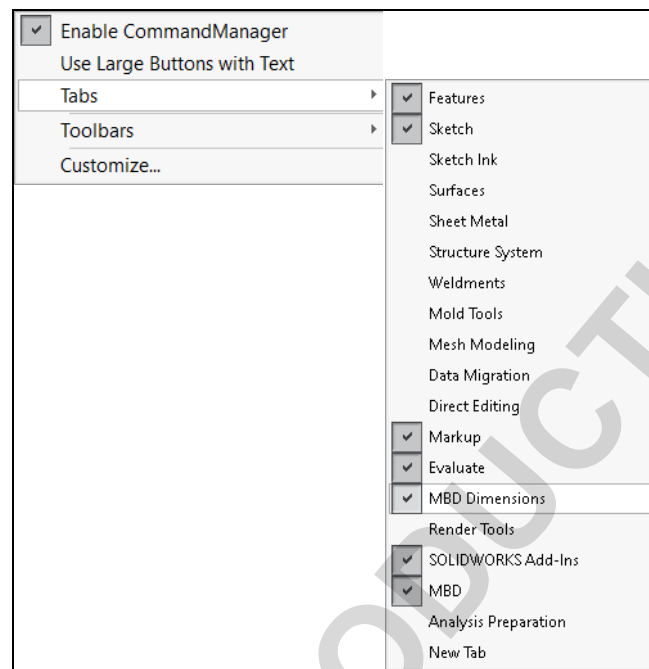 Enable CommandManager
Use Large Buttons with Text
Tabs
Toolbars
Customize...
Features
Sketch
Sketch Ink
Surfaces
Sheet Metal
Structure System
Weldments
Mold Tools
Mesh Modeling
Data Migration
Direct Editing
Markup
Evaluate
MBD Dimensions
Render Tools
SOLIDWORKS Add-Ins
MBD
Analysis Preparation
New Tab